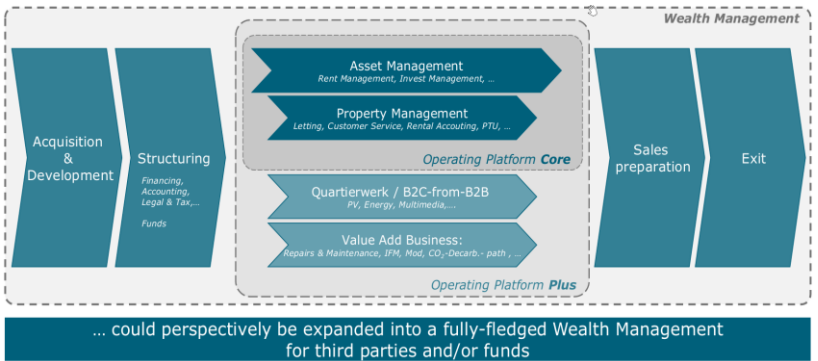 Wealth Management
Acquisition
&
Development
Structuring
Financing,
Accounting,
Legal & Tax,...
Funds
Asset Management
Rent Management, Invest Management, ...
Property Management
Letting, Customer Service, Rental Accouting, PTU, ...
Operating Platform Core
Quartierwerk / B2C-from-B2B
PV, Energy, Multimedia,...
Value Add Business:
Repairs & Maintenance, IFM, Mod, CO₂-Decarb.- path , ...
Operating Platform Plus
Sales
preparation
Exit
... could perspectively be expanded into a fully-fledged Wealth Management
for third parties and/or funds